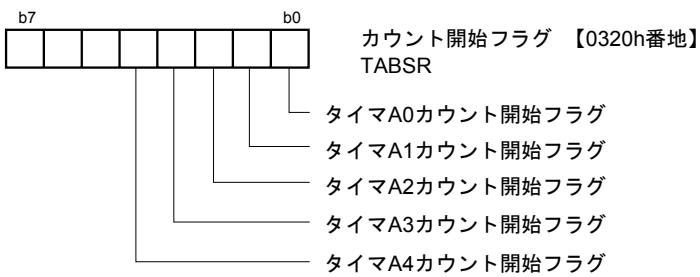 b7 b0
カウント開始フラグ 【0320h番地】
TABSR
タイマA0カウント開始フラグ
タイマA1カウント開始フラグ
タイマA2カウント開始フラグ
タイマA3カウント開始フラグ
タイマA4カウント開始フラグ